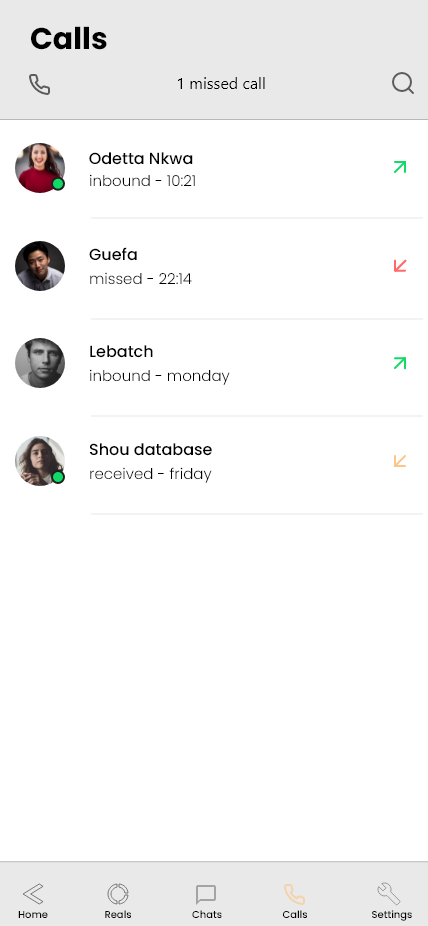 Calls
1 missed call
Odetta Nkwa
inbound - 10:21
Guefa
missed - 22:14
Lebatch
inbound - monday
Shou database
received - friday
Home Reals Chats Calls Settings